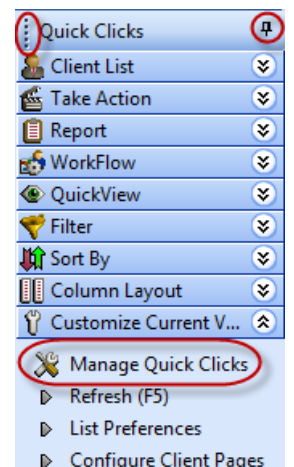 Quick Clicks
Client List
Take Action
Report
WorkFlow
QuickView
Filter
Sort By
Column Layout
Customize Current V...
Manage Quick Clicks
Refresh (F5)
List Preferences
Configure Client Pages